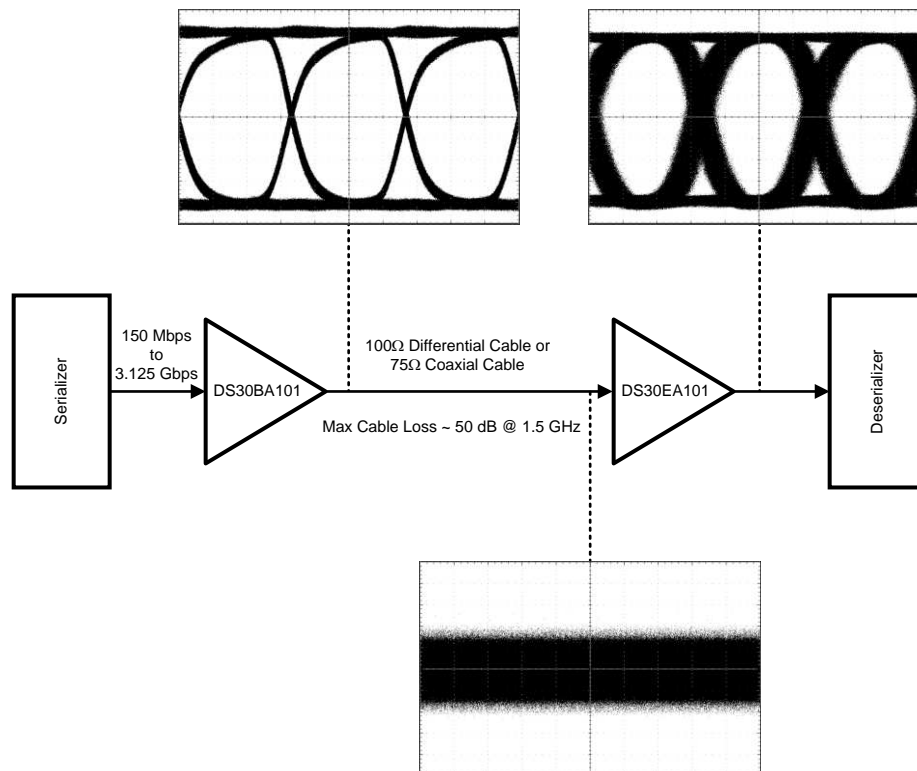 Serializer
150 Mbps
to
3.125 Gbps
DS30BA101
100Ω Differential Cable or
75Ω Coaxial Cable
Max Cable Loss ~ 50 dB @ 1.5 GHz
DS30EA101
Deserializer